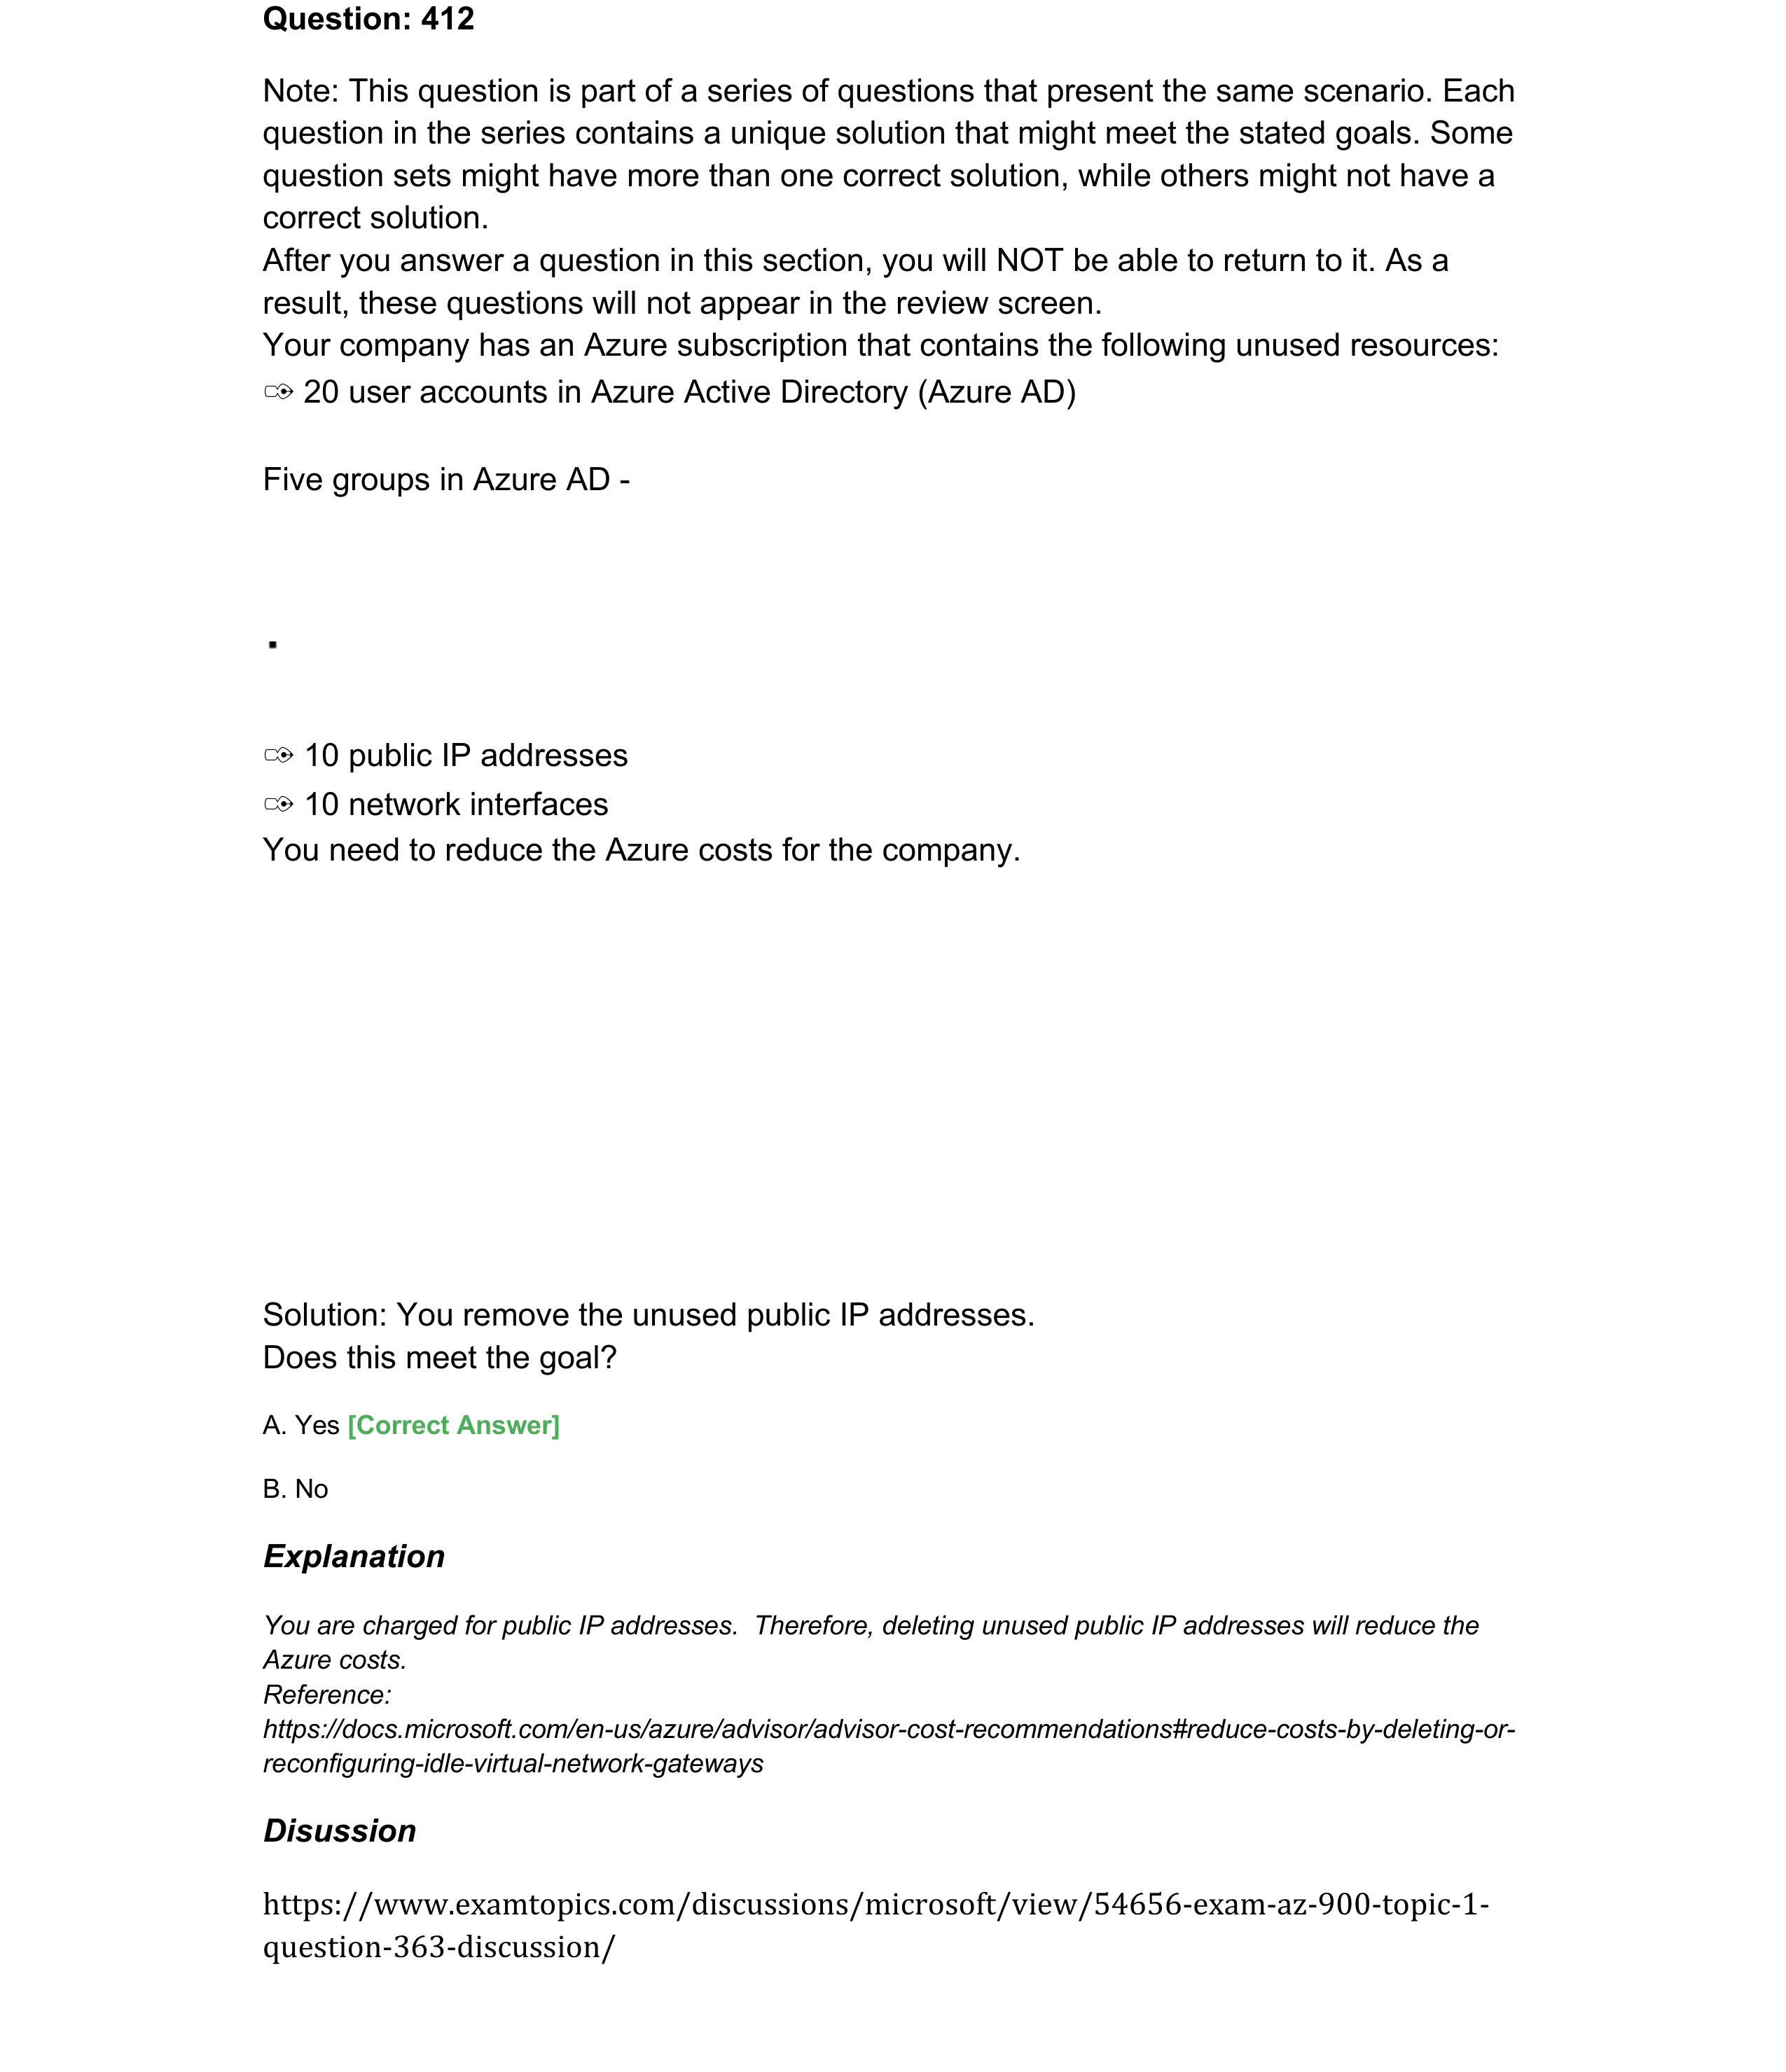 Question: 412
Note: This question is part of a series of questions that present the same scenario. Each
question in the series contains a unique solution that might meet the stated goals. Some
question sets might have more than one correct solution, while others might not have a
correct solution.
After you answer a question in this section, you will NOT be able to return to it. As a
result, these questions will not appear in the review screen.
Your company has an Azure subscription that contains the following unused resources:
20 user accounts in Azure Active Directory (Azure AD)
Five groups in Azure AD -
10 public IP addresses
10 network interfaces
You need to reduce the Azure costs for the company.
Solution: You remove the unused public IP addresses.
Does this meet the goal?
A. Yes [Correct Answer]
B. No
Explanation
You are charged for public IP addresses.  Therefore, deleting unused public IP addresses will reduce the
Azure costs.
Reference:
https://docs.microsoft.com/en-us/azure/advisor/advisor-cost-recommendations#reduce-costs-by-deleting-or-
reconfiguring-idle-virtual-network-gateways
Disussion
https://www.examtopics.com/discussions/microsoft/view/54656-exam-az-900-topic-1-
question-363-discussion/